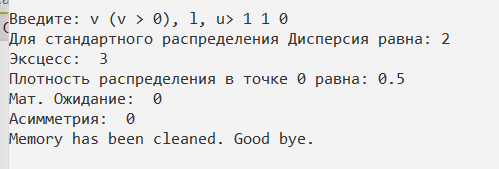 Введите: v (v > 0), l, u> 1 1 0
Для стандартного распределения Дисперсия равна: 2
Эксцесс:  3
Плотность распределения в точке 0 равна: 0.5
Мат. Ожидание:  0
Асимметрия:  0
Memory has been cleaned. Good bye.